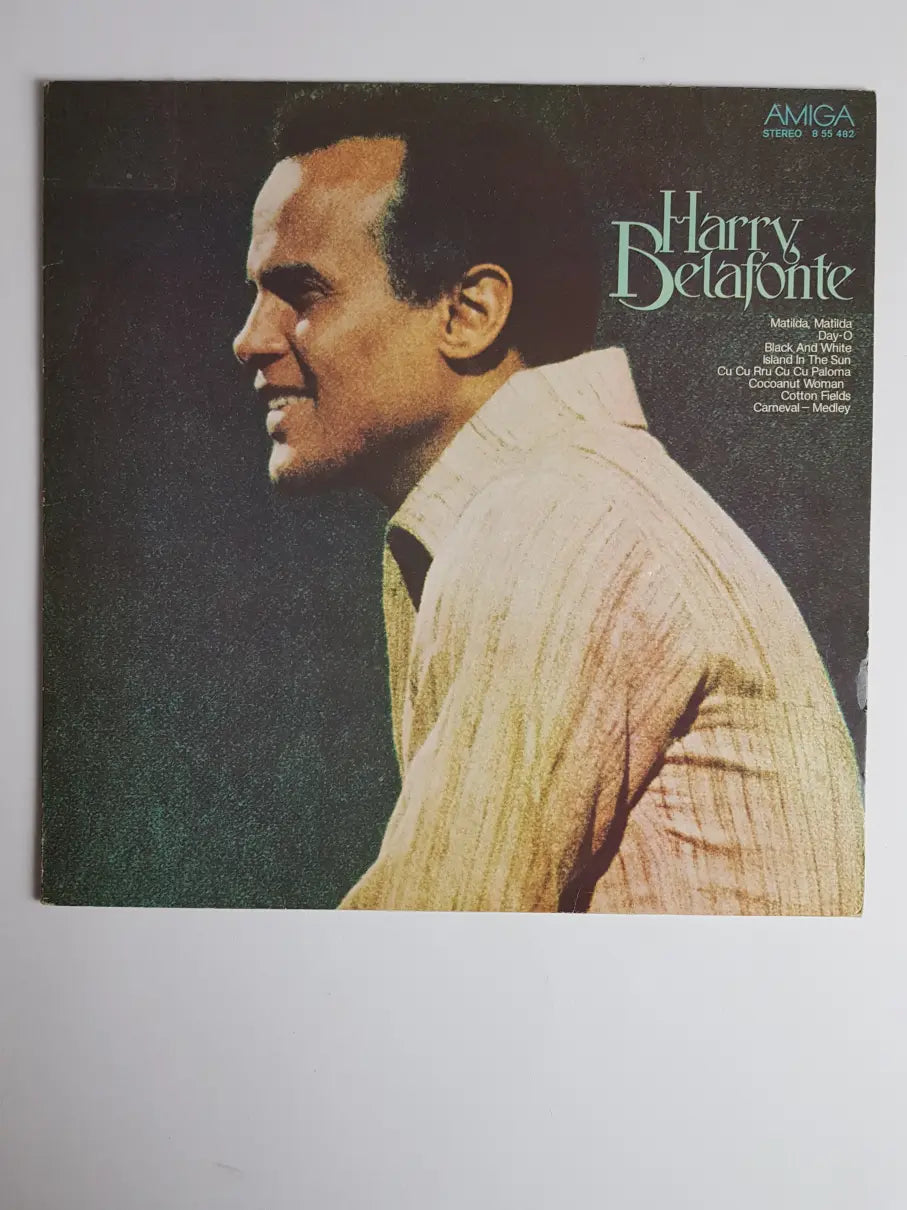 AMIGA
STEREO 8 55 482
Harry
Belafonte
Matilda, Matilda
Day-O
Black And White
Island In The Sun
Cu Cu Rru Cu Cu Paloma
Cocoanut Woman
Cotton Fields
Carneval – Medley